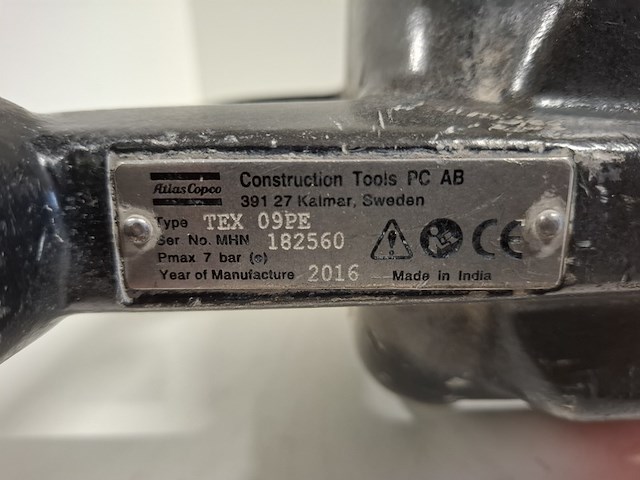 Atlas Copco Construction Tools PC AB
391 27 Kalmar, Sweden
Type TEX 09PE
Ser No. MHN 182560
Pmax 7 bar (e)
Year of Manufacture 2016 Made in India
CE